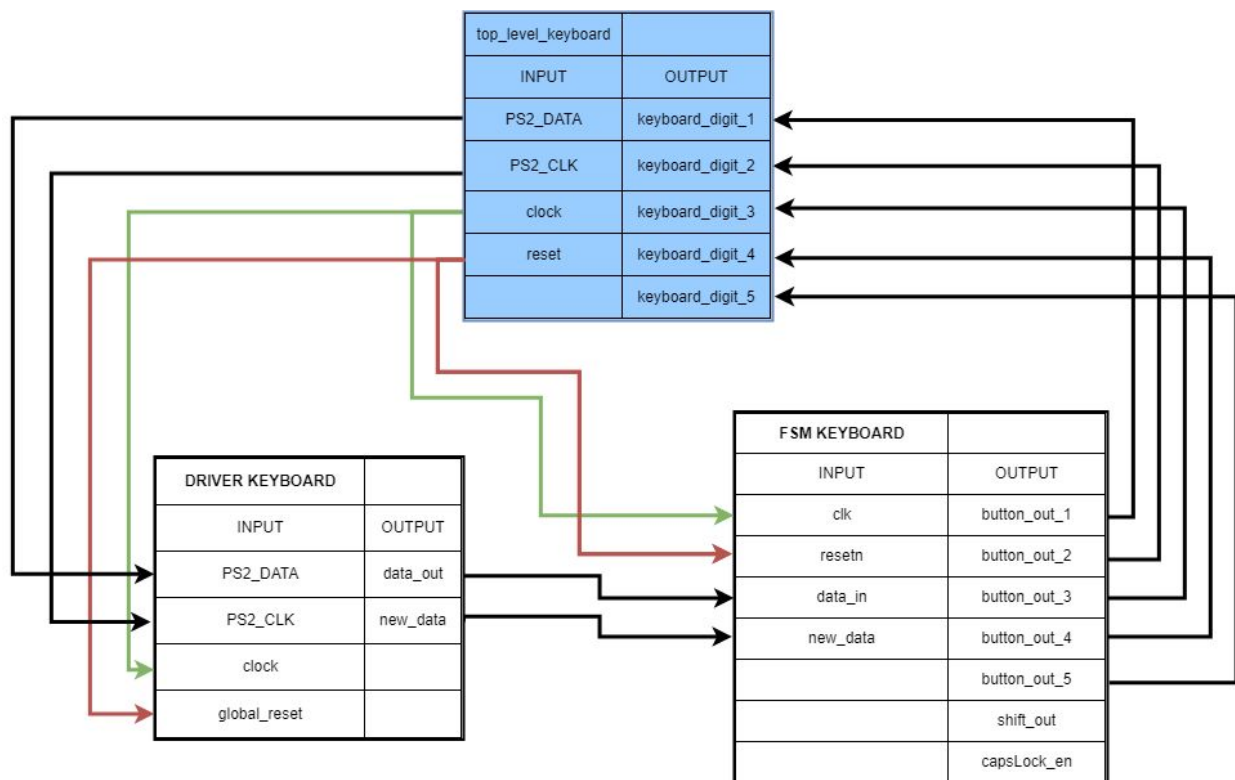 top_level_keyboard
INPUT OUTPUT
PS2_DATA keyboard_digit_1
PS2_CLK keyboard_digit_2
clock keyboard_digit_3
reset keyboard_digit_4
keyboard_digit_5
DRIVER KEYBOARD
INPUT OUTPUT
PS2_DATA data_out
PS2_CLK new_data
clock
global_reset
FSM KEYBOARD
INPUT OUTPUT
clk button_out_1
resetn button_out_2
data_in button_out_3
new_data button_out_4
button_out_5
shift_out
capsLock_en